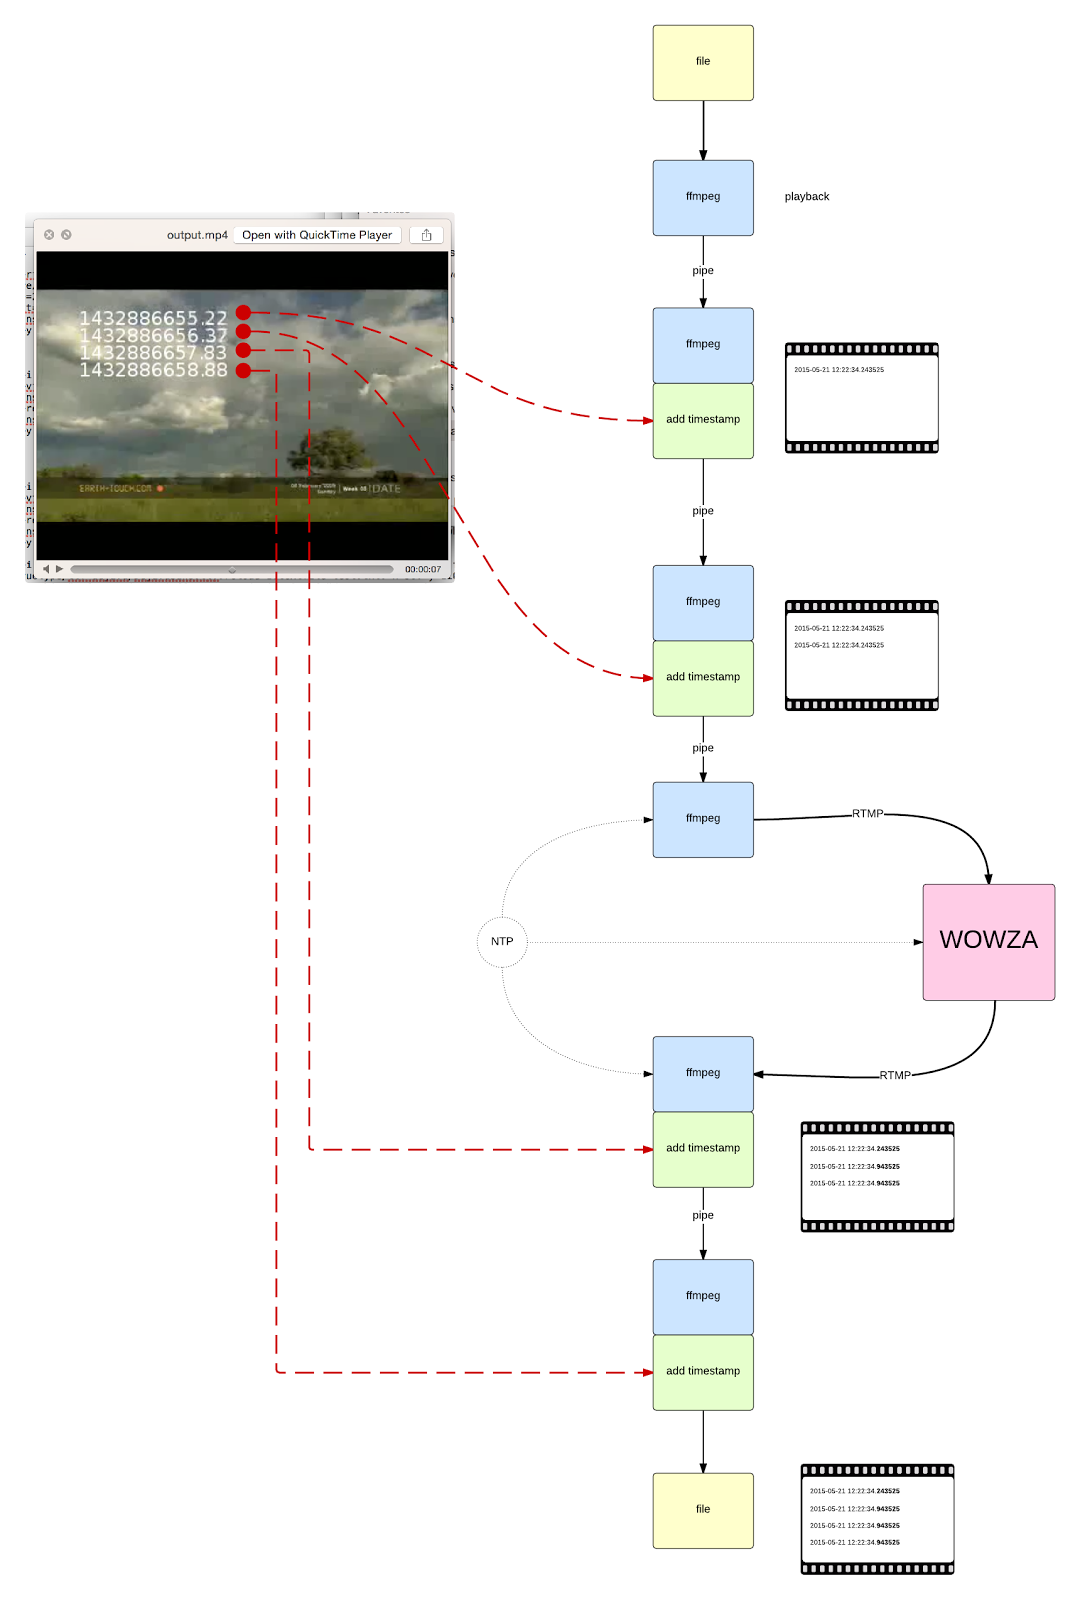 file
ffmpeg
playback
pipe
output.mp4
Open with QuickTime Player
1432886655.22
1432886656.37
1432886657.83
1432886658.88
EARTH-TOUCH.COM
Week 08
DATE
00:00:07
ffmpeg
add timestamp
2015-05-21 12:22:34.243525
pipe
ffmpeg
add timestamp
2015-05-21 12:22:34.243525
2015-05-21 12:22:34.243525
pipe
ffmpeg
RTMP
NTP
WOWZA
ffmpeg
RTMP
add timestamp
2015-05-21 12:22:34.243525
2015-05-21 12:22:34.943525
2015-05-21 12:22:34.943525
pipe
ffmpeg
add timestamp
file
2015-05-21 12:22:34.243525
2015-05-21 12:22:34.943525
2015-05-21 12:22:34.943525
2015-05-21 12:22:34.943525